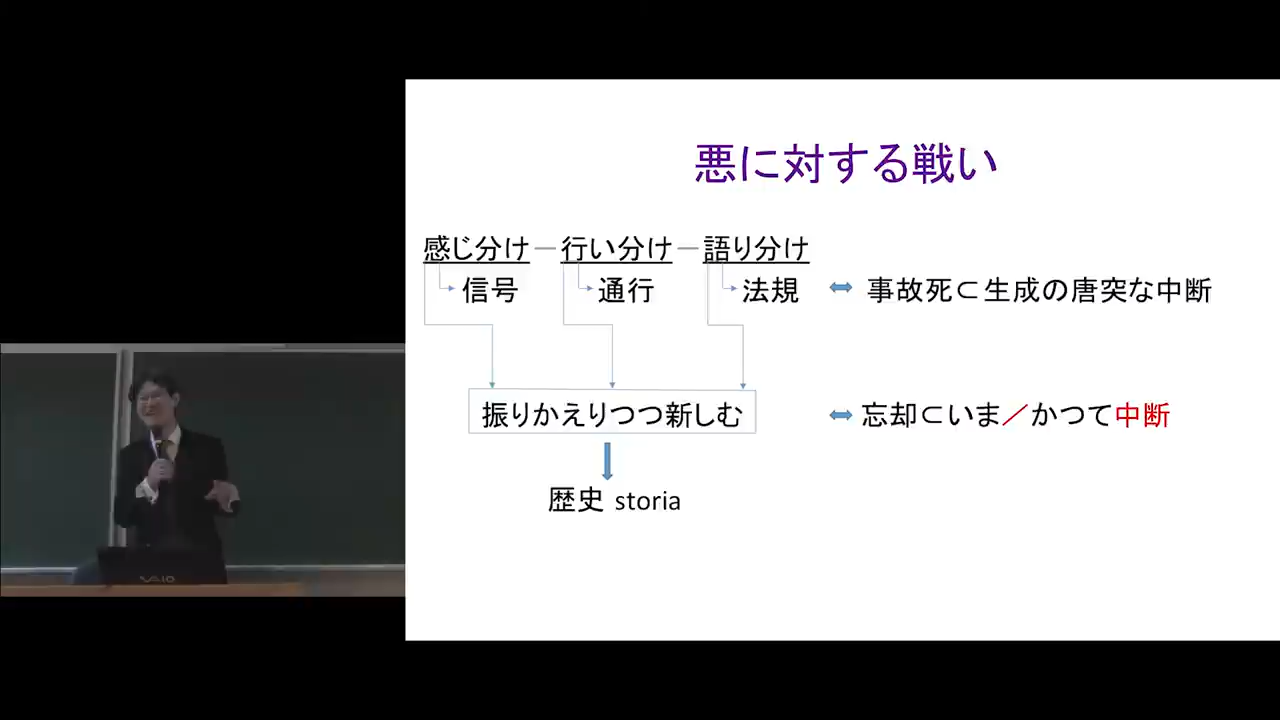 悪に対する戦い
感じ分け － 行い分け － 語り分け
信号 通行 法規 事故死⊂生成の唐突な中断
振りかえりつつ新しむ 忘却⊂いま／かつて中断
歴史 storia
VAIO